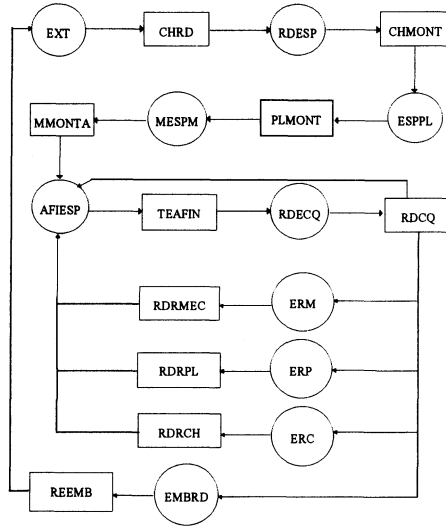 EXT
CHRD
RDESP
CHMONT
MMONTA
MESPM
PLMONT
ESPPL
AFIESP
TEAFIN
RDECQ
RDCQ
RDRMEC
ERM
RDRPL
ERP
RDRCH
ERC
REEMB
EMBRD